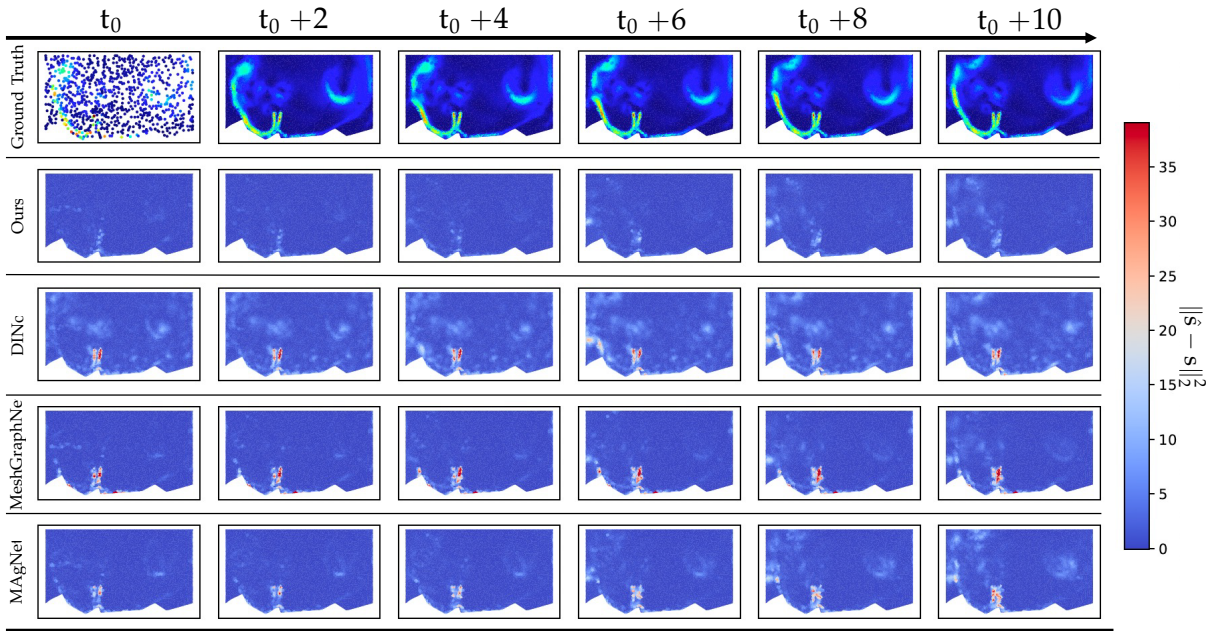 t0 t0 +2 t0 +4 t0 +6 t0 +8 t0 +10
Ground Truth
Ours
DINo
MeshGraphNe
MAgNet
35
30
25
20
15
10
5
0
||ŝ − s||²₂